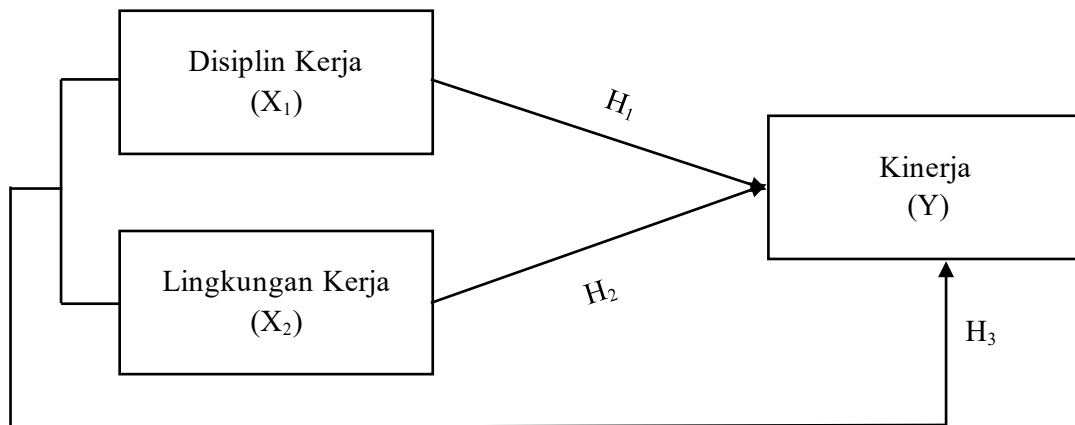 Disiplin Kerja
(X₁)
H₁
Kinerja
(Y)
Lingkungan Kerja
(X₂)
H₂
H₃